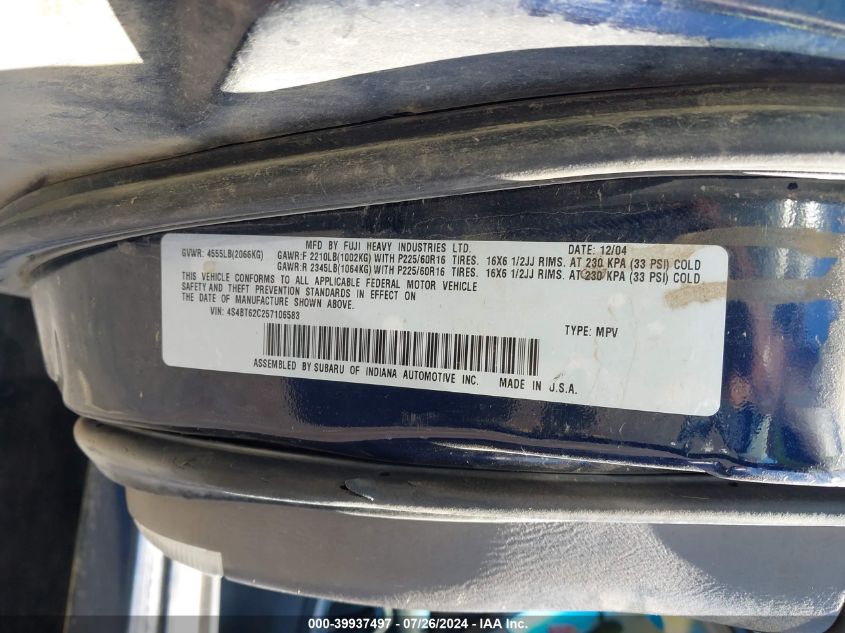 MFD BY FUJI HEAVY INDUSTRIES LTD. DATE: 12/04
GVWR: 4555LB(2066KG) GAWR:F 2210LB(1002KG) WITH P225/60R16 TIRES. 16X6 1/2JJ RIMS. AT 230 KPA (33 PSI) COLD
GAWR:R 2345LB(1064KG) WITH P225/60R16 TIRES. 16X6 1/2JJ RIMS. AT 230 KPA (33 PSI) COLD
THIS VEHICLE CONFORMS TO ALL APPLICABLE FEDERAL MOTOR VEHICLE
SAFETY AND THEFT PREVENTION STANDARDS IN EFFECT ON
THE DATE OF MANUFACTURE SHOWN ABOVE.
VIN: 4S4BT62C257106583 TYPE: MPV
ASSEMBLED BY SUBARU OF INDIANA AUTOMOTIVE INC. MADE IN U.S.A.
000-39937497 - 07/26/2024 - © IAA Inc.